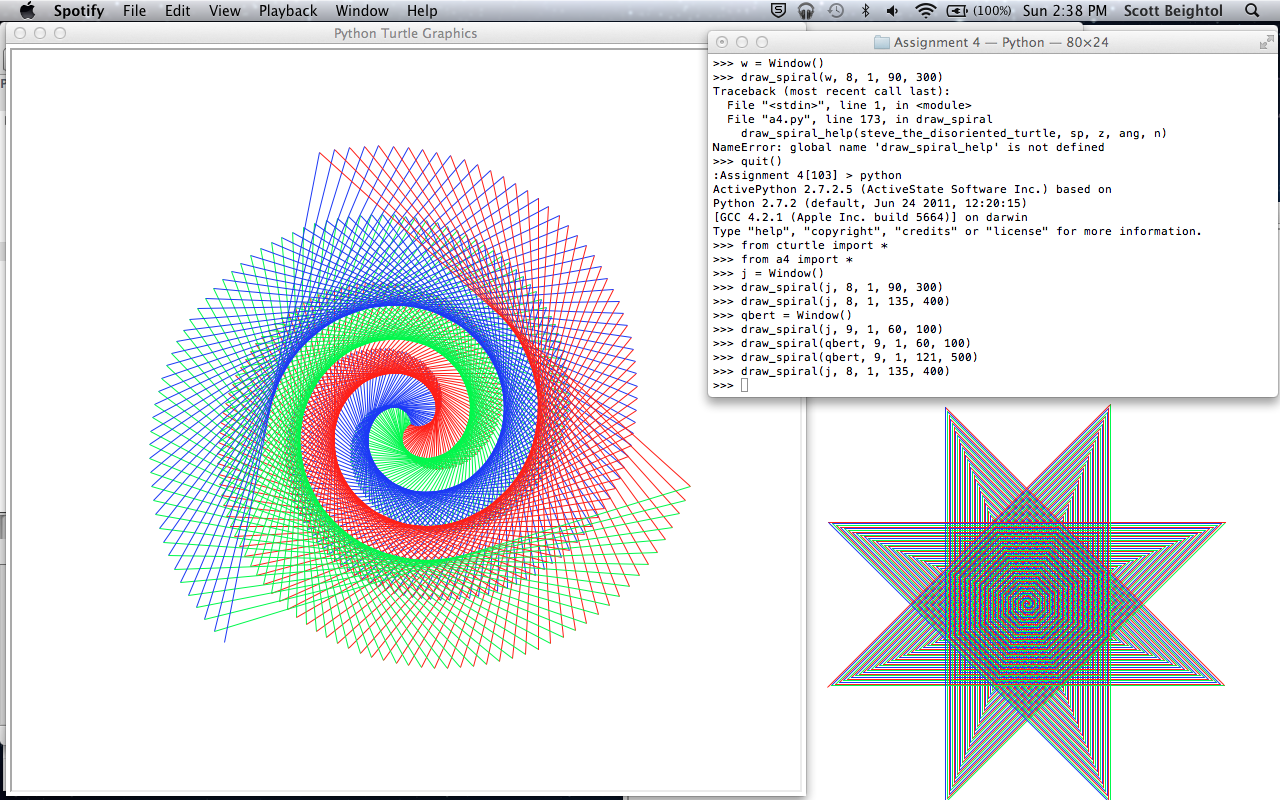 Spotify File Edit View Playback Window Help (100%) Sun 2:38 PM Scott Beightol
Python Turtle Graphics
Assignment 4 — Python — 80×24
>>> w = Window()
>>> draw_spiral(w, 8, 1, 90, 300)
Traceback (most recent call last):
  File "<stdin>", line 1, in <module>
  File "a4.py", line 173, in draw_spiral
    draw_spiral_help(steve_the_disoriented_turtle, sp, z, ang, n)
NameError: global name 'draw_spiral_help' is not defined
>>> quit()
:Assignment 4[103] > python
ActivePython 2.7.2.5 (ActiveState Software Inc.) based on
Python 2.7.2 (default, Jun 24 2011, 12:20:15)
[GCC 4.2.1 (Apple Inc. build 5664)] on darwin
Type "help", "copyright", "credits" or "license" for more information.
>>> from cturtle import *
>>> from a4 import *
>>> j = Window()
>>> draw_spiral(j, 8, 1, 90, 300)
>>> draw_spiral(j, 8, 1, 135, 400)
>>> qbert = Window()
>>> draw_spiral(j, 9, 1, 60, 100)
>>> draw_spiral(qbert, 9, 1, 60, 100)
>>> draw_spiral(qbert, 9, 1, 121, 500)
>>> draw_spiral(j, 8, 1, 135, 400)
>>>